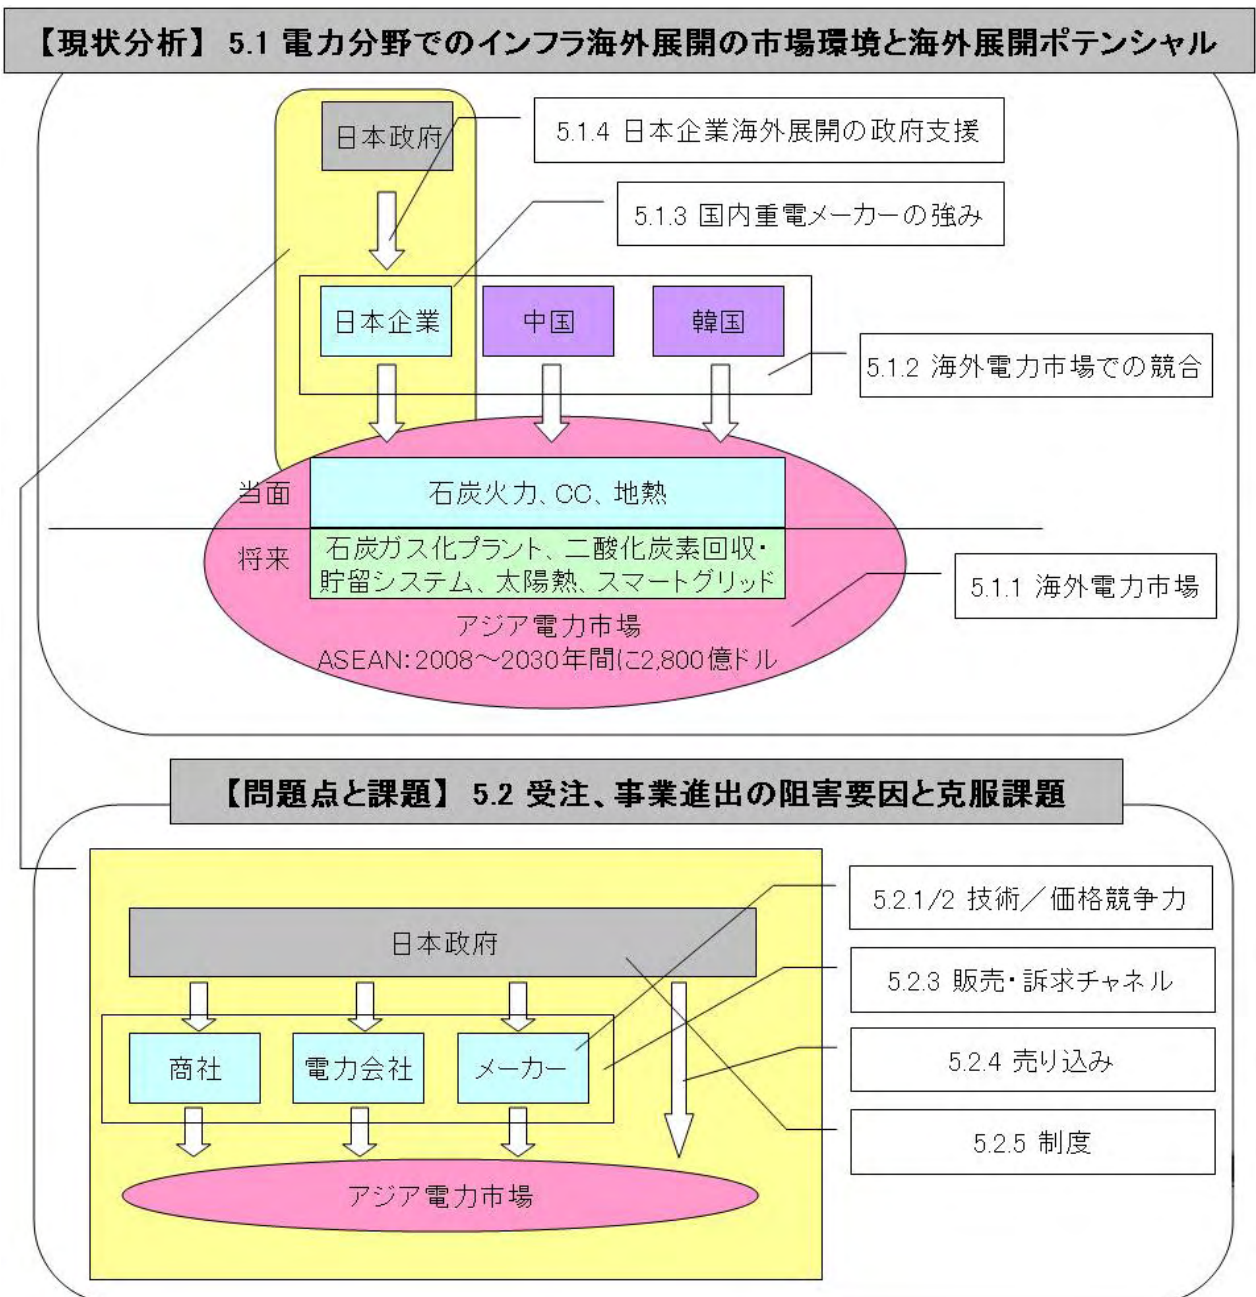 【現状分析】 5.1 電力分野でのインフラ海外展開の市場環境と海外展開ポテンシャル
日本政府
5.1.4 日本企業海外展開の政府支援
5.1.3 国内重電メーカーの強み
日本企業
中国
韓国
5.1.2 海外電力市場での競合
当面
石炭火力、CC、地熱
将来
石炭ガス化プラント、二酸化炭素回収・
貯留システム、太陽熱、スマートグリッド
5.1.1 海外電力市場
アジア電力市場
ASEAN:2008～2030年間に2,800億ドル
【問題点と課題】 5.2 受注、事業進出の阻害要因と克服課題
5.2.1/2 技術／価格競争力
日本政府
5.2.3 販売・訴求チャネル
商社
電力会社
メーカー
5.2.4 売り込み
5.2.5 制度
アジア電力市場